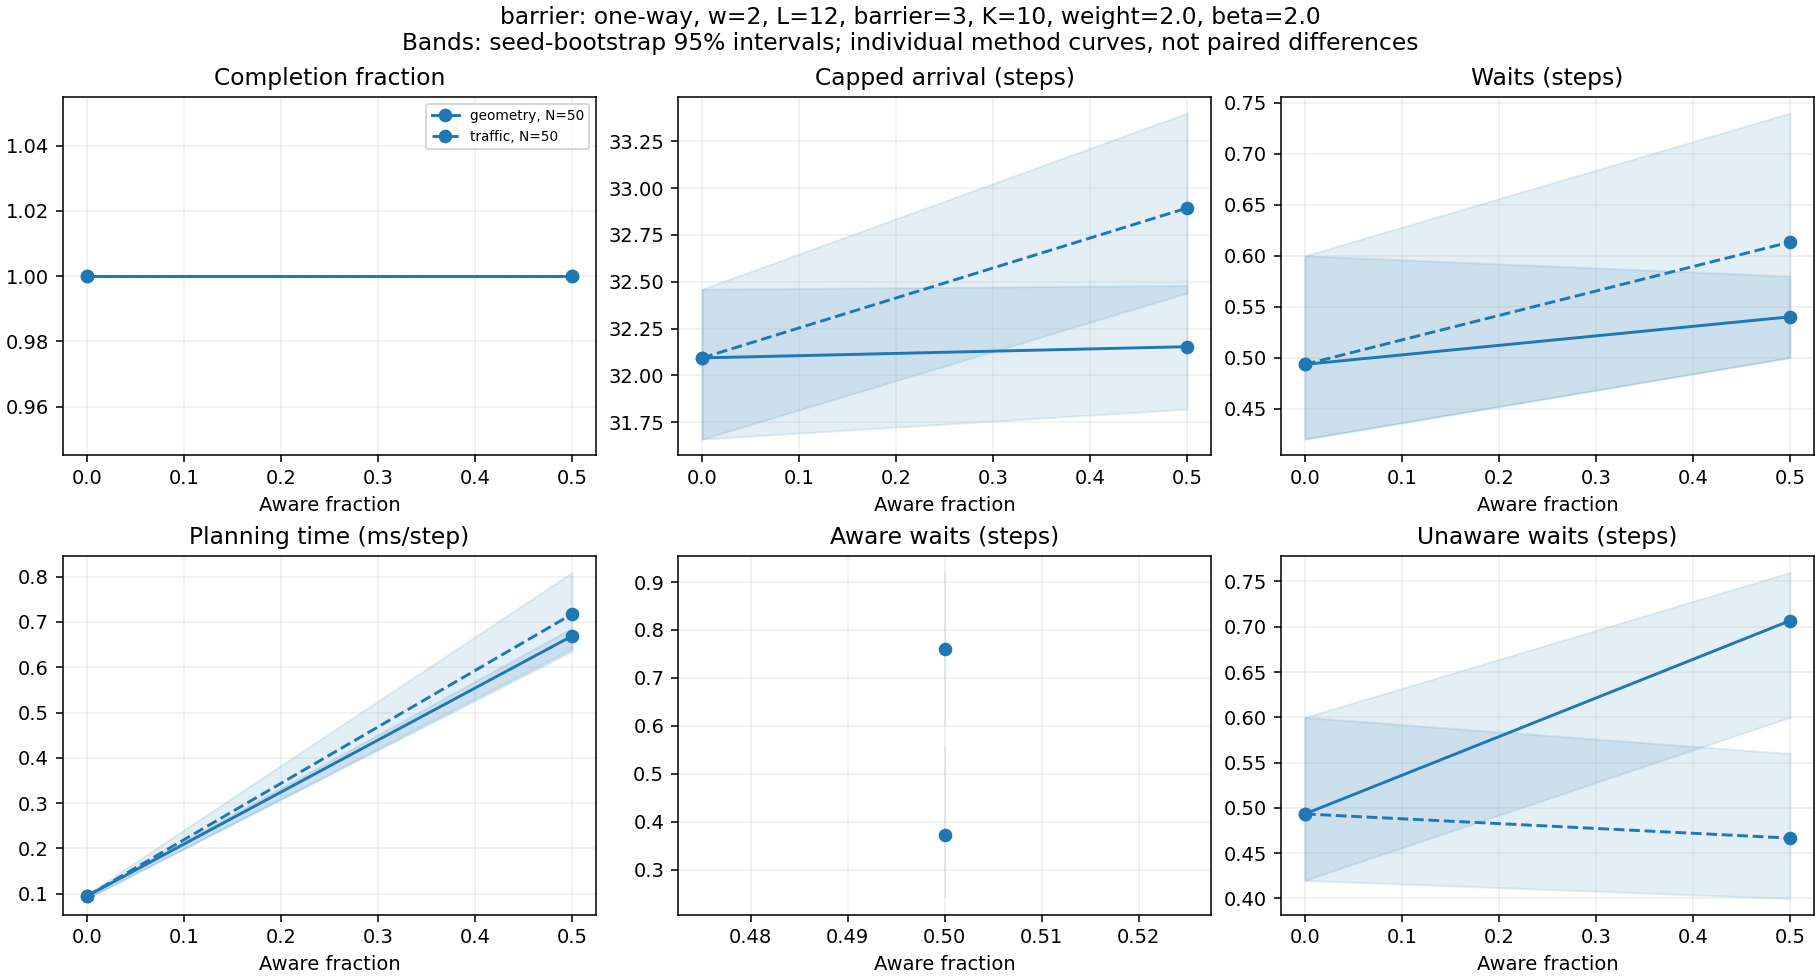 barrier: one-way, w=2, L=12, barrier=3, K=10, weight=2.0, beta=2.0
Bands: seed-bootstrap 95% intervals; individual method curves, not paired differences
Completion fraction
geometry, N=50
traffic, N=50
1.04
1.02
1.00
0.98
0.96
0.0 0.1 0.2 0.3 0.4 0.5
Aware fraction
Capped arrival (steps)
33.25
33.00
32.75
32.50
32.25
32.00
31.75
0.0 0.1 0.2 0.3 0.4 0.5
Aware fraction
Waits (steps)
0.75
0.70
0.65
0.60
0.55
0.50
0.45
0.0 0.1 0.2 0.3 0.4 0.5
Aware fraction
Planning time (ms/step)
0.8
0.7
0.6
0.5
0.4
0.3
0.2
0.1
0.0 0.1 0.2 0.3 0.4 0.5
Aware fraction
Aware waits (steps)
0.9
0.8
0.7
0.6
0.5
0.4
0.3
0.48 0.49 0.50 0.51 0.52
Aware fraction
Unaware waits (steps)
0.75
0.70
0.65
0.60
0.55
0.50
0.45
0.40
0.0 0.1 0.2 0.3 0.4 0.5
Aware fraction